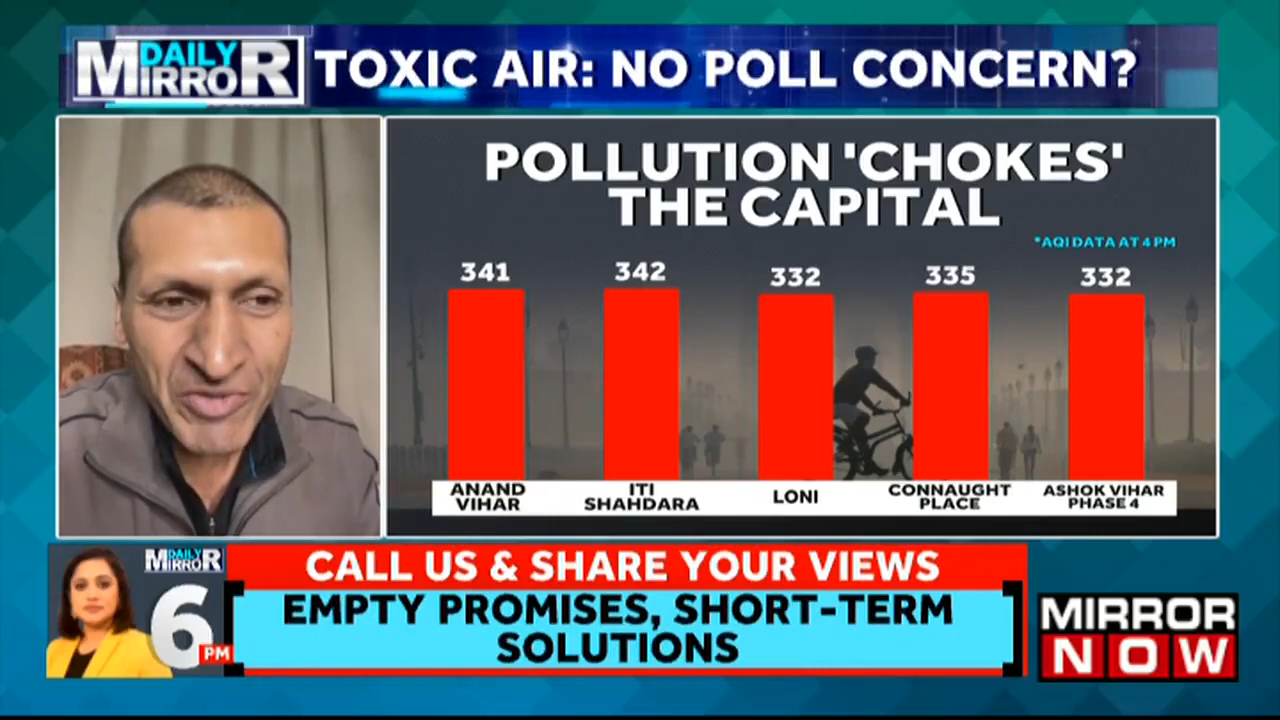 DAILY
MIRROR
TOXIC AIR: NO POLL CONCERN?
POLLUTION 'CHOKES'
THE CAPITAL
*AQI DATA AT 4 PM
341
342
332
335
332
ANAND
VIHAR
ITI
SHAHDARA
LONI
CONNAUGHT
PLACE
ASHOK VIHAR
PHASE 4
DAILY
MIRROR
6
PM
CALL US & SHARE YOUR VIEWS
EMPTY PROMISES, SHORT-TERM
SOLUTIONS
MIRROR
NOW